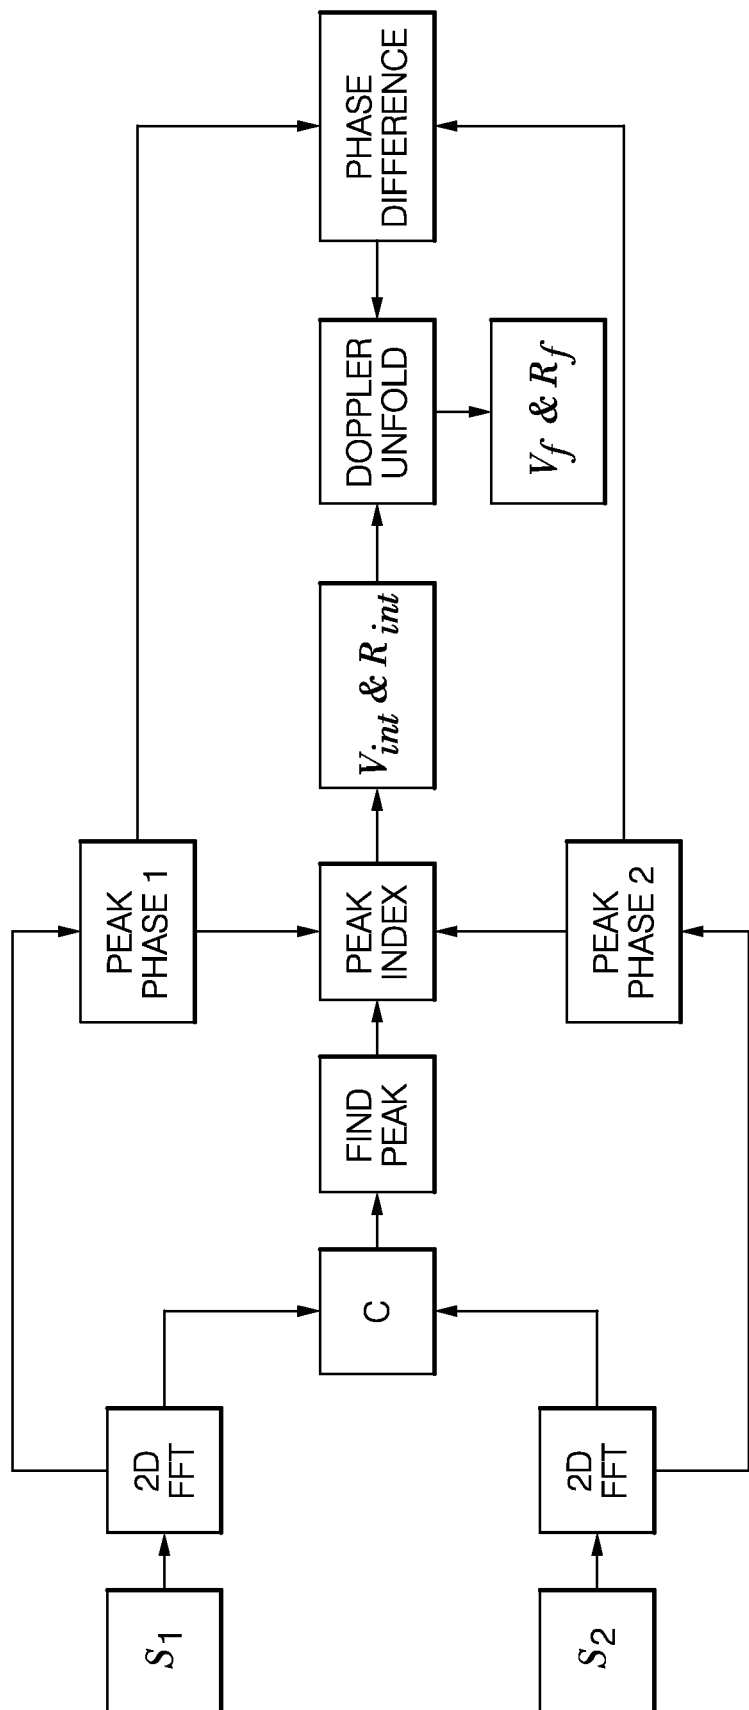 S1
2D
FFT
S2
2D
FFT
C
FIND
PEAK
PEAK
PHASE 1
PEAK
INDEX
PEAK
PHASE 2
Vint & R int
DOPPLER
UNFOLD
Vf & Rf
PHASE
DIFFERENCE